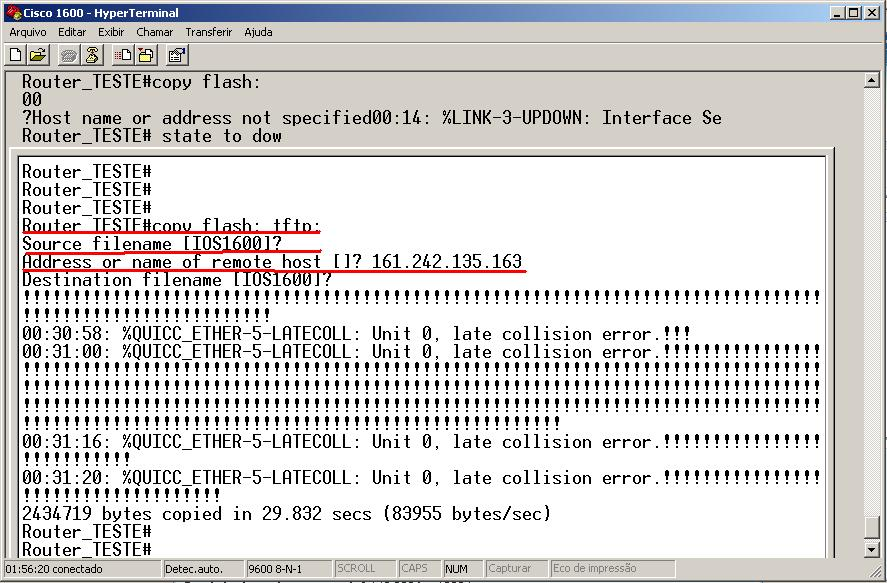 Cisco 1600 - HyperTerminal
Arquivo Editar Exibir Chamar Transferir Ajuda
Router_TESTE#copy flash:
00
?Host name or address not specified00:14: %LINK-3-UPDOWN: Interface Se
Router_TESTE# state to dow
Router_TESTE#
Router_TESTE#
Router_TESTE#
Router_TESTE#copy flash: tftp:
Source filename [IOS1600]?
Address or name of remote host []? 161.242.135.163
Destination filename [IOS1600]?
!!!!!!!!!!!!!!!!!!!!!!!!!!!!!!!!!!!!!!!!!!!!!!!!!!!!!!!!!!!!!!!!!!!!!!!!!!!!!!!!
!!!!!!!!!!!!!!!!!!!!!!!!!
00:30:58: %QUICC_ETHER-5-LATECOLL: Unit 0, late collision error.!!!
00:31:00: %QUICC_ETHER-5-LATECOLL: Unit 0, late collision error.!!!!!!!!!!!!!!!!
!!!!!!!!!!!!!!!!!!!!!!!!!!!!!!!!!!!!!!!!!!!!!!!!!!!!!!!!!!!!!!!!!!!!!!!!!!!!!!!!
!!!!!!!!!!!!!!!!!!!!!!!!!!!!!!!!!!!!!!!!!!!!!!!!!!!!!!!!!!!!!!!!!!!!!!!!!!!!!!!!
!!!!!!!!!!!!!!!!!!!!!!!!!!!!!!!!!!!!!!!!!!!!!!!!!!!!!!!!!!!!!!!!!!!!!!!!!!!!!!!!
!!!!!!!!!!!!!!!!!!!!!!!!!!!!!!!!!!!!!!!!!!!!!!!!!!!!!!
00:31:16: %QUICC_ETHER-5-LATECOLL: Unit 0, late collision error.!!!!!!!!!!!!!!!!
!!!!!!!!!!!
00:31:20: %QUICC_ETHER-5-LATECOLL: Unit 0, late collision error.!!!!!!!!!!!!!!!!
!!!!!!!!!!!!!!!!!!!!
2434719 bytes copied in 29.832 secs (83955 bytes/sec)
Router_TESTE#
Router_TESTE#
01:56:20 conectado Detec.auto. 9600 8-N-1 SCROLL CAPS NUM Capturar Eco de impressão